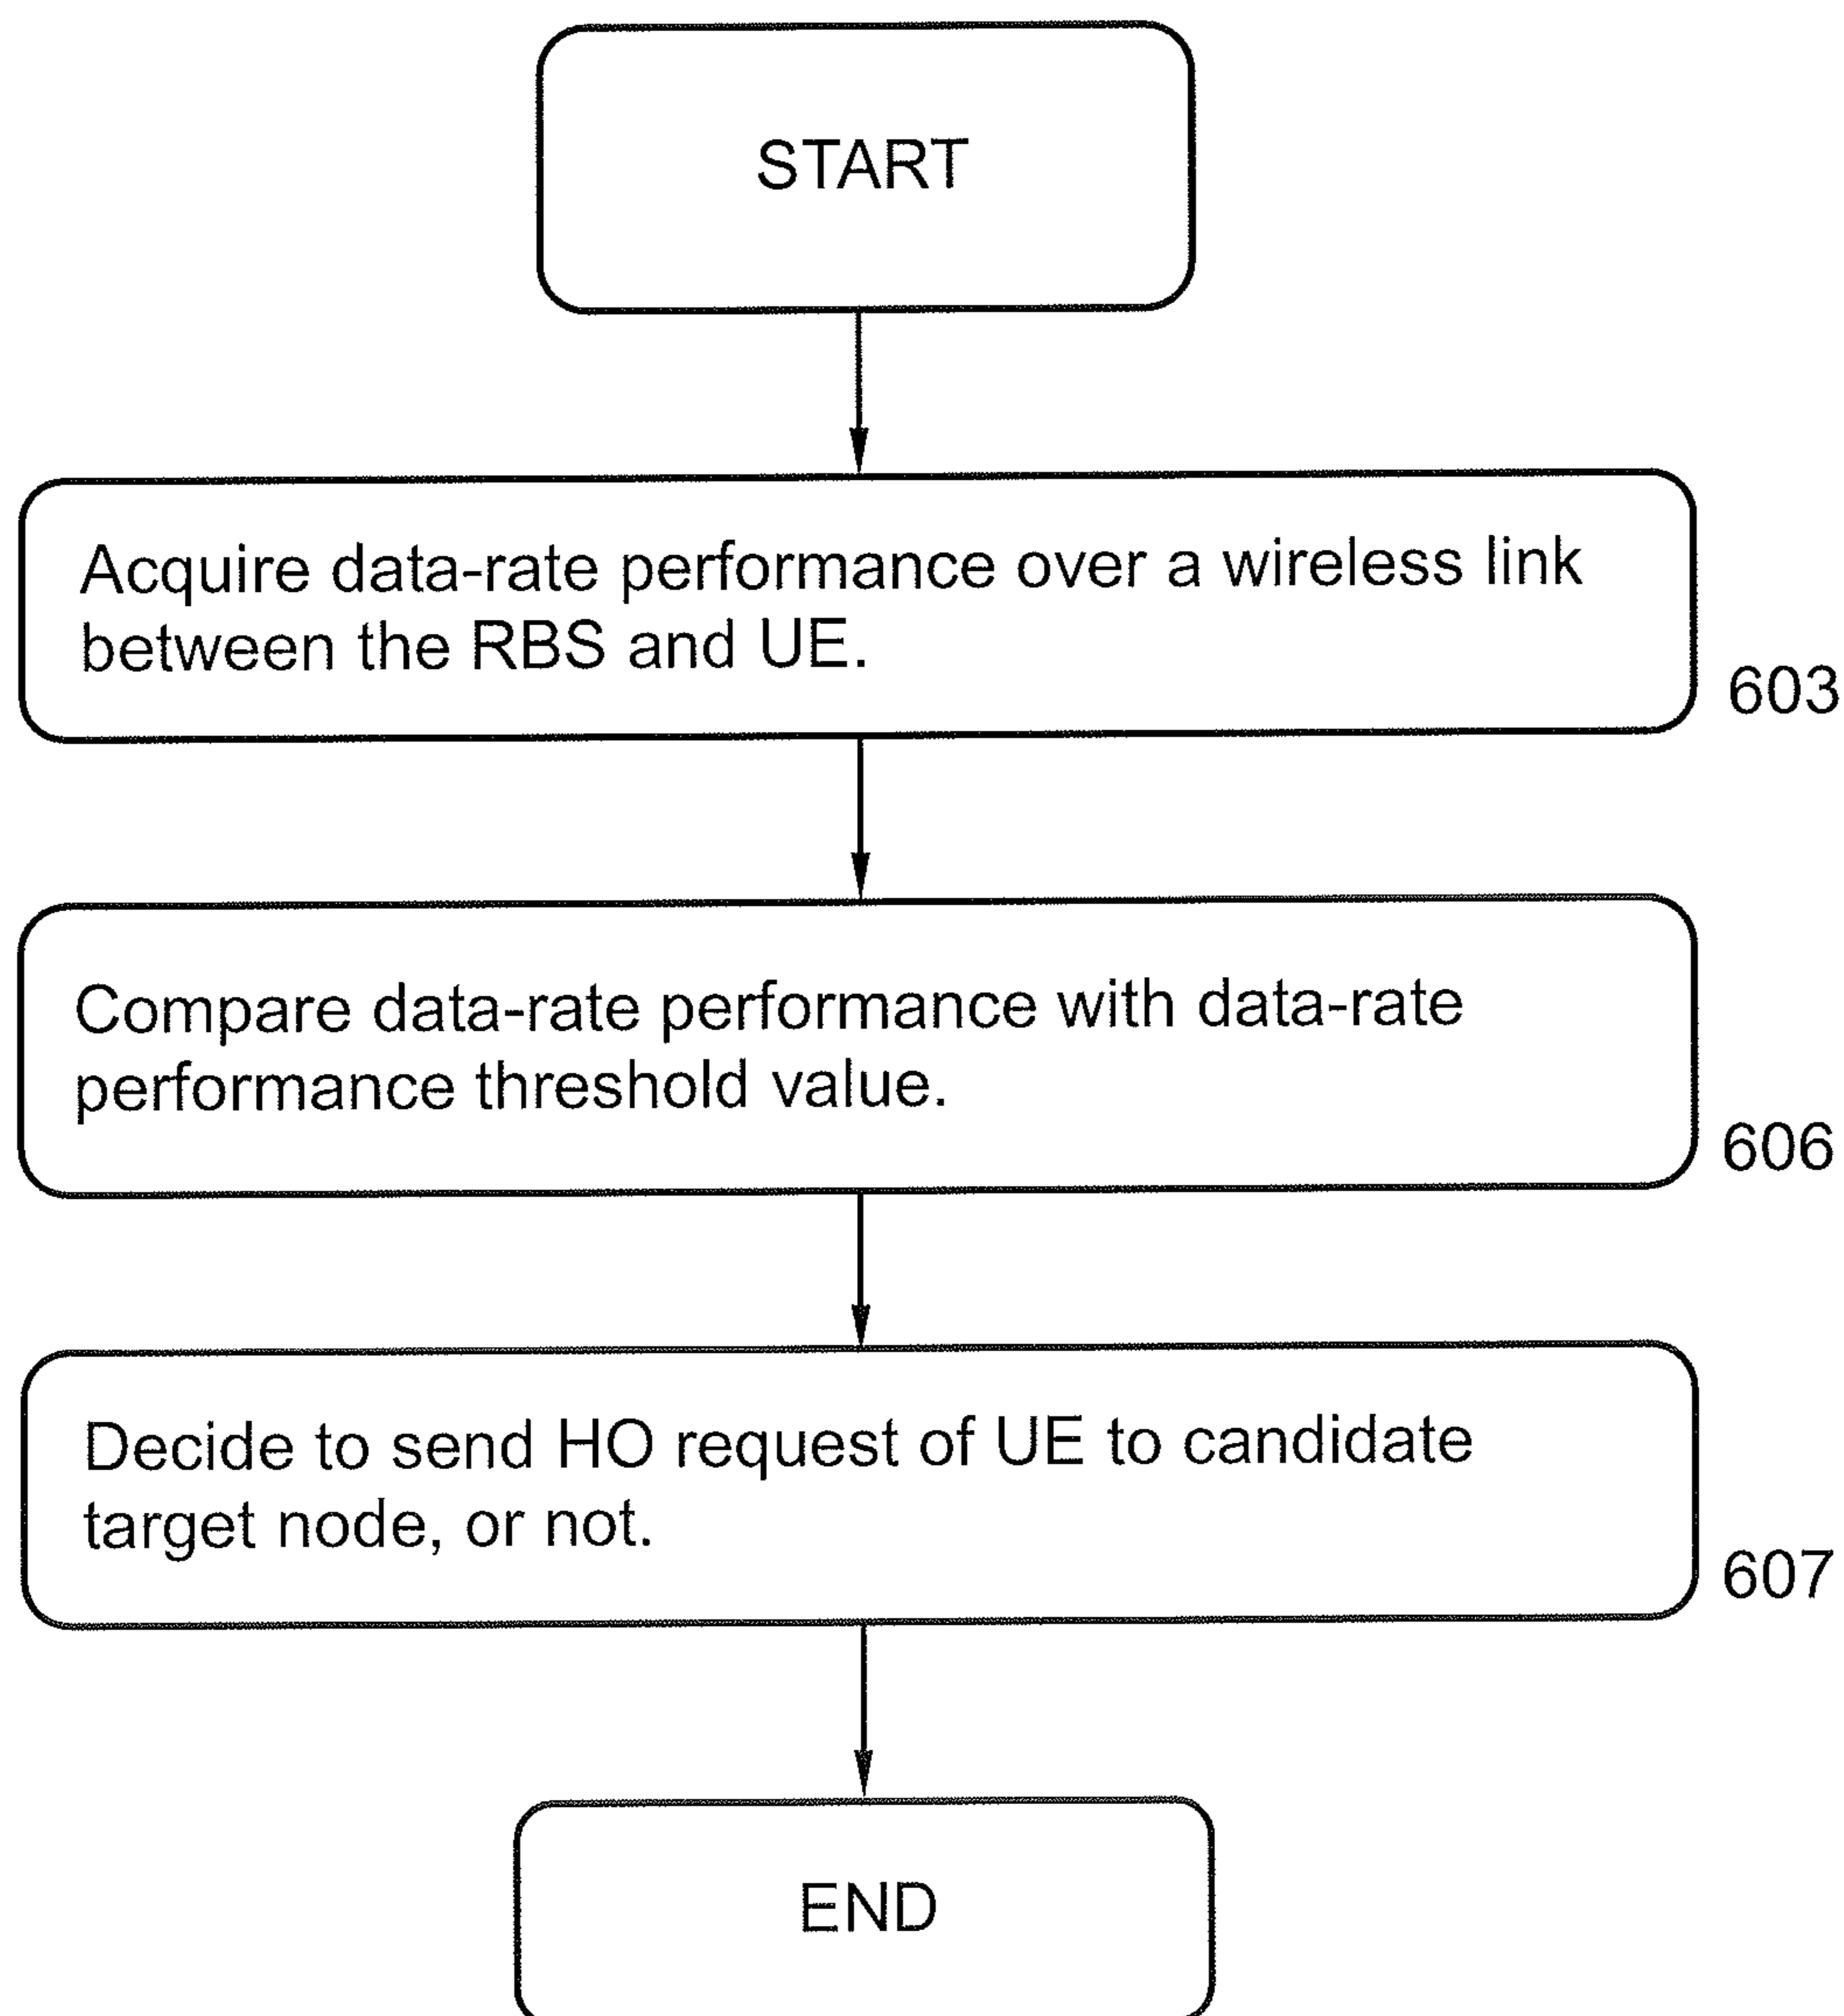 START
Acquire data-rate performance over a wireless link
between the RBS and UE.
603
Compare data-rate performance with data-rate
performance threshold value.
606
Decide to send HO request of UE to candidate
target node, or not.
607
END